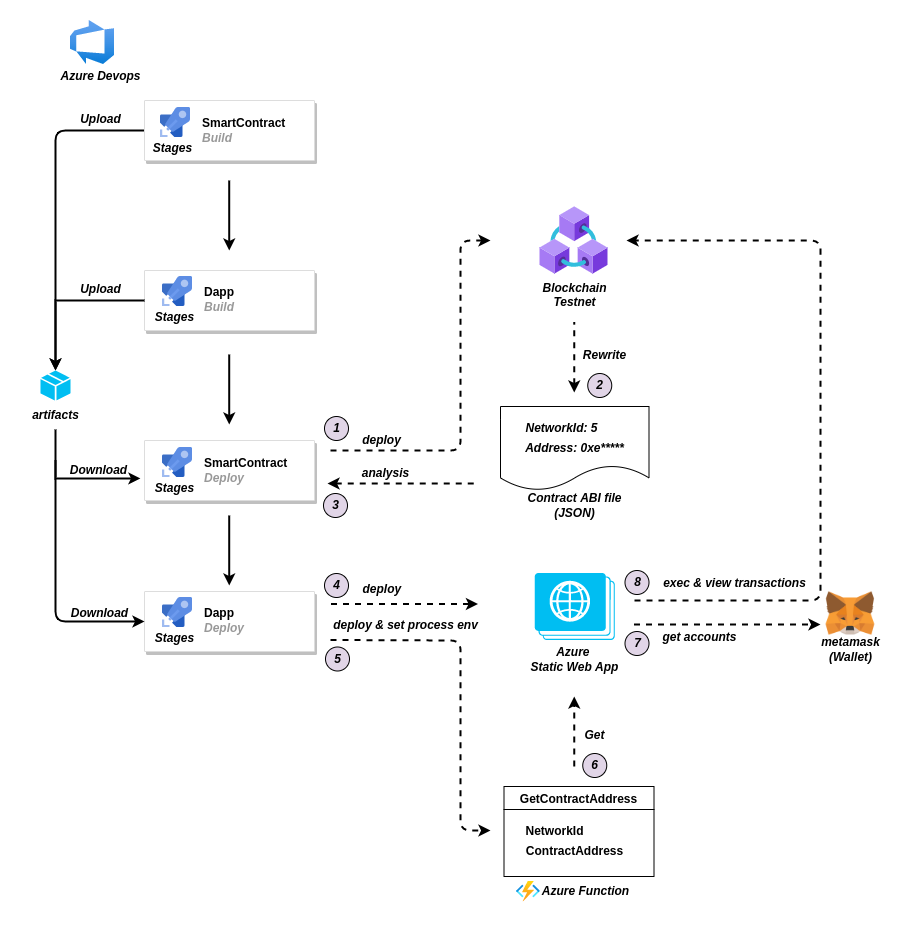 Azure Devops
Upload
SmartContract
Build
Stages
Upload
Dapp
Build
Stages
Blockchain
Testnet
Rewrite
2
artifacts
NetworkId: 5
Address: 0xe*****
Contract ABI file
(JSON)
1
deploy
Download
SmartContract
Deploy
Stages
analysis
3
4
deploy
Download
Dapp
Deploy
Stages
deploy & set process env
5
Azure
Static Web App
8
exec & view transactions
7
get accounts
metamask
(Wallet)
Get
6
GetContractAddress
NetworkId
ContractAddress
Azure Function